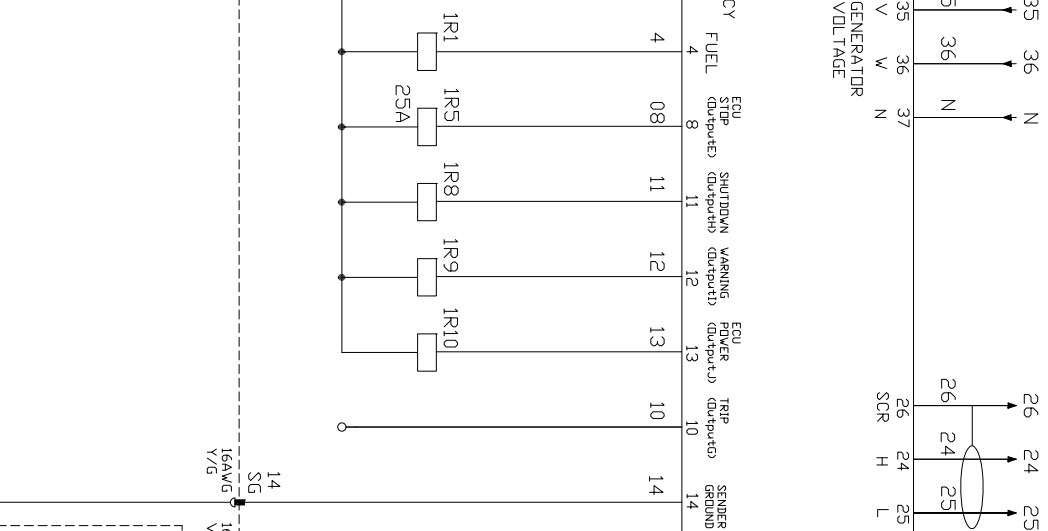 CY
4
4
FUEL
1R1
08
8
ECU
STOP
(OutputE)
1R5
25A
11
11
SHUTDOWN
(OutputH)
1R8
12
12
WARNING
(OutputI)
1R9
13
13
ECU
POWER
(OutputJ)
1R10
10
10
TRIP
(OutputG)
14
14
SENDER
GROUND
14
SG
16AWG
Y/G
GENERATOR
VOLTAGE
35
35
V
36
36
36
W
N
N
37
N
26
26
26
SCR
24
24
24
H
25
25
25
L